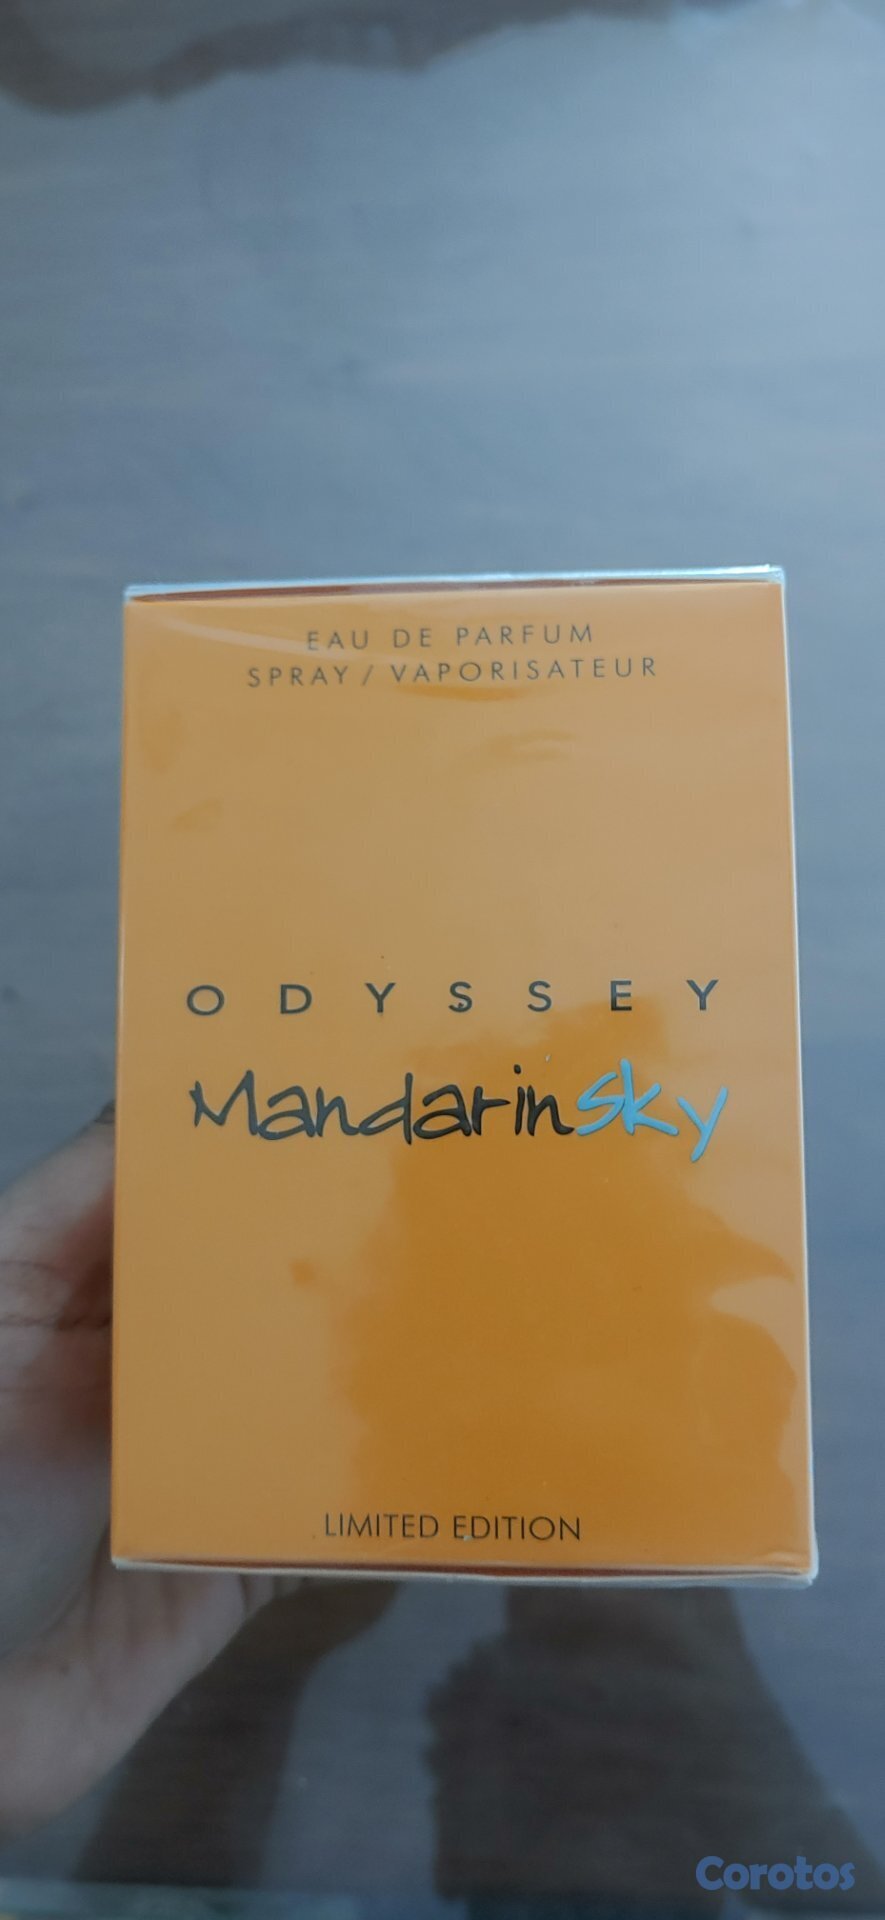 EAU DE PARFUM
SPRAY / VAPORISATEUR
ODYSSEY
MandarinSky
LIMITED EDITION
Corotos